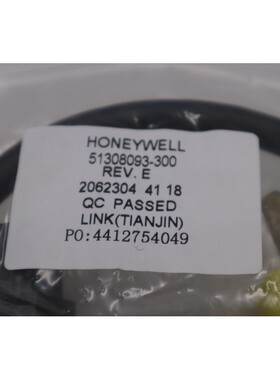 HONEYWELL
51308093-300
REV. E
2062304 41 18
QC PASSED
LINK(TIANJIN)
PO:4412754049